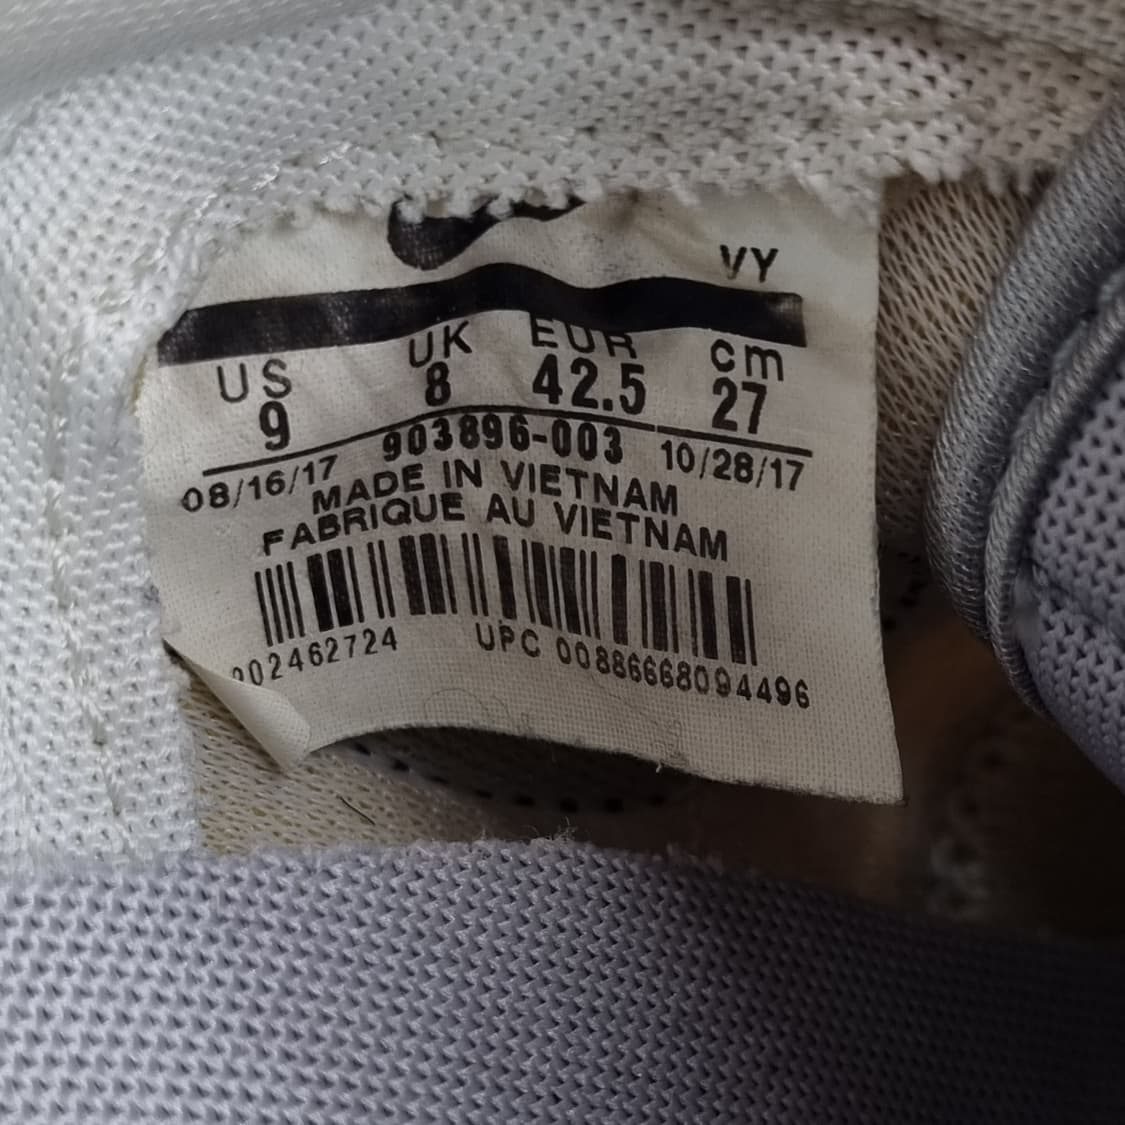 VY
US UK EUR cm
9 8 42.5 27
903896-003
08/16/17 10/28/17
MADE IN VIETNAM
FABRIQUE AU VIETNAM
002462724 UPC 00886668094496